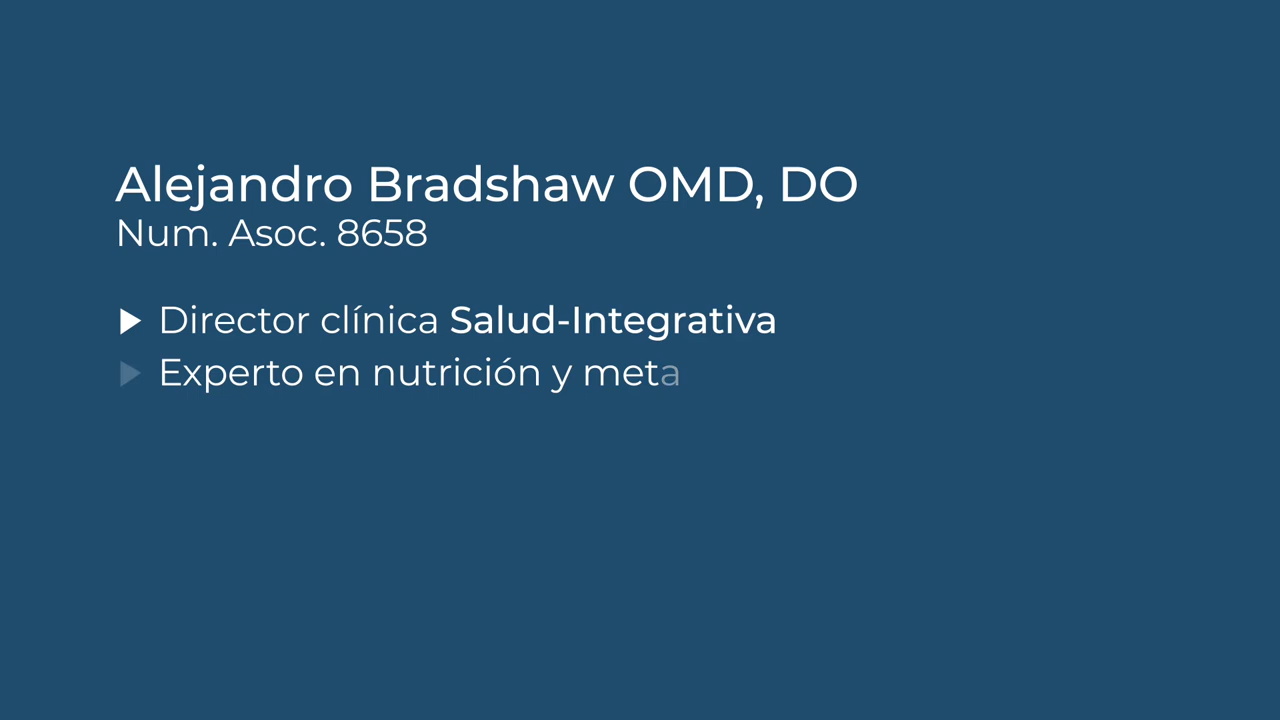 Alejandro Bradshaw OMD, DO
Num. Asoc. 8658
Director clínica Salud-Integrativa
Experto en nutrición y meta